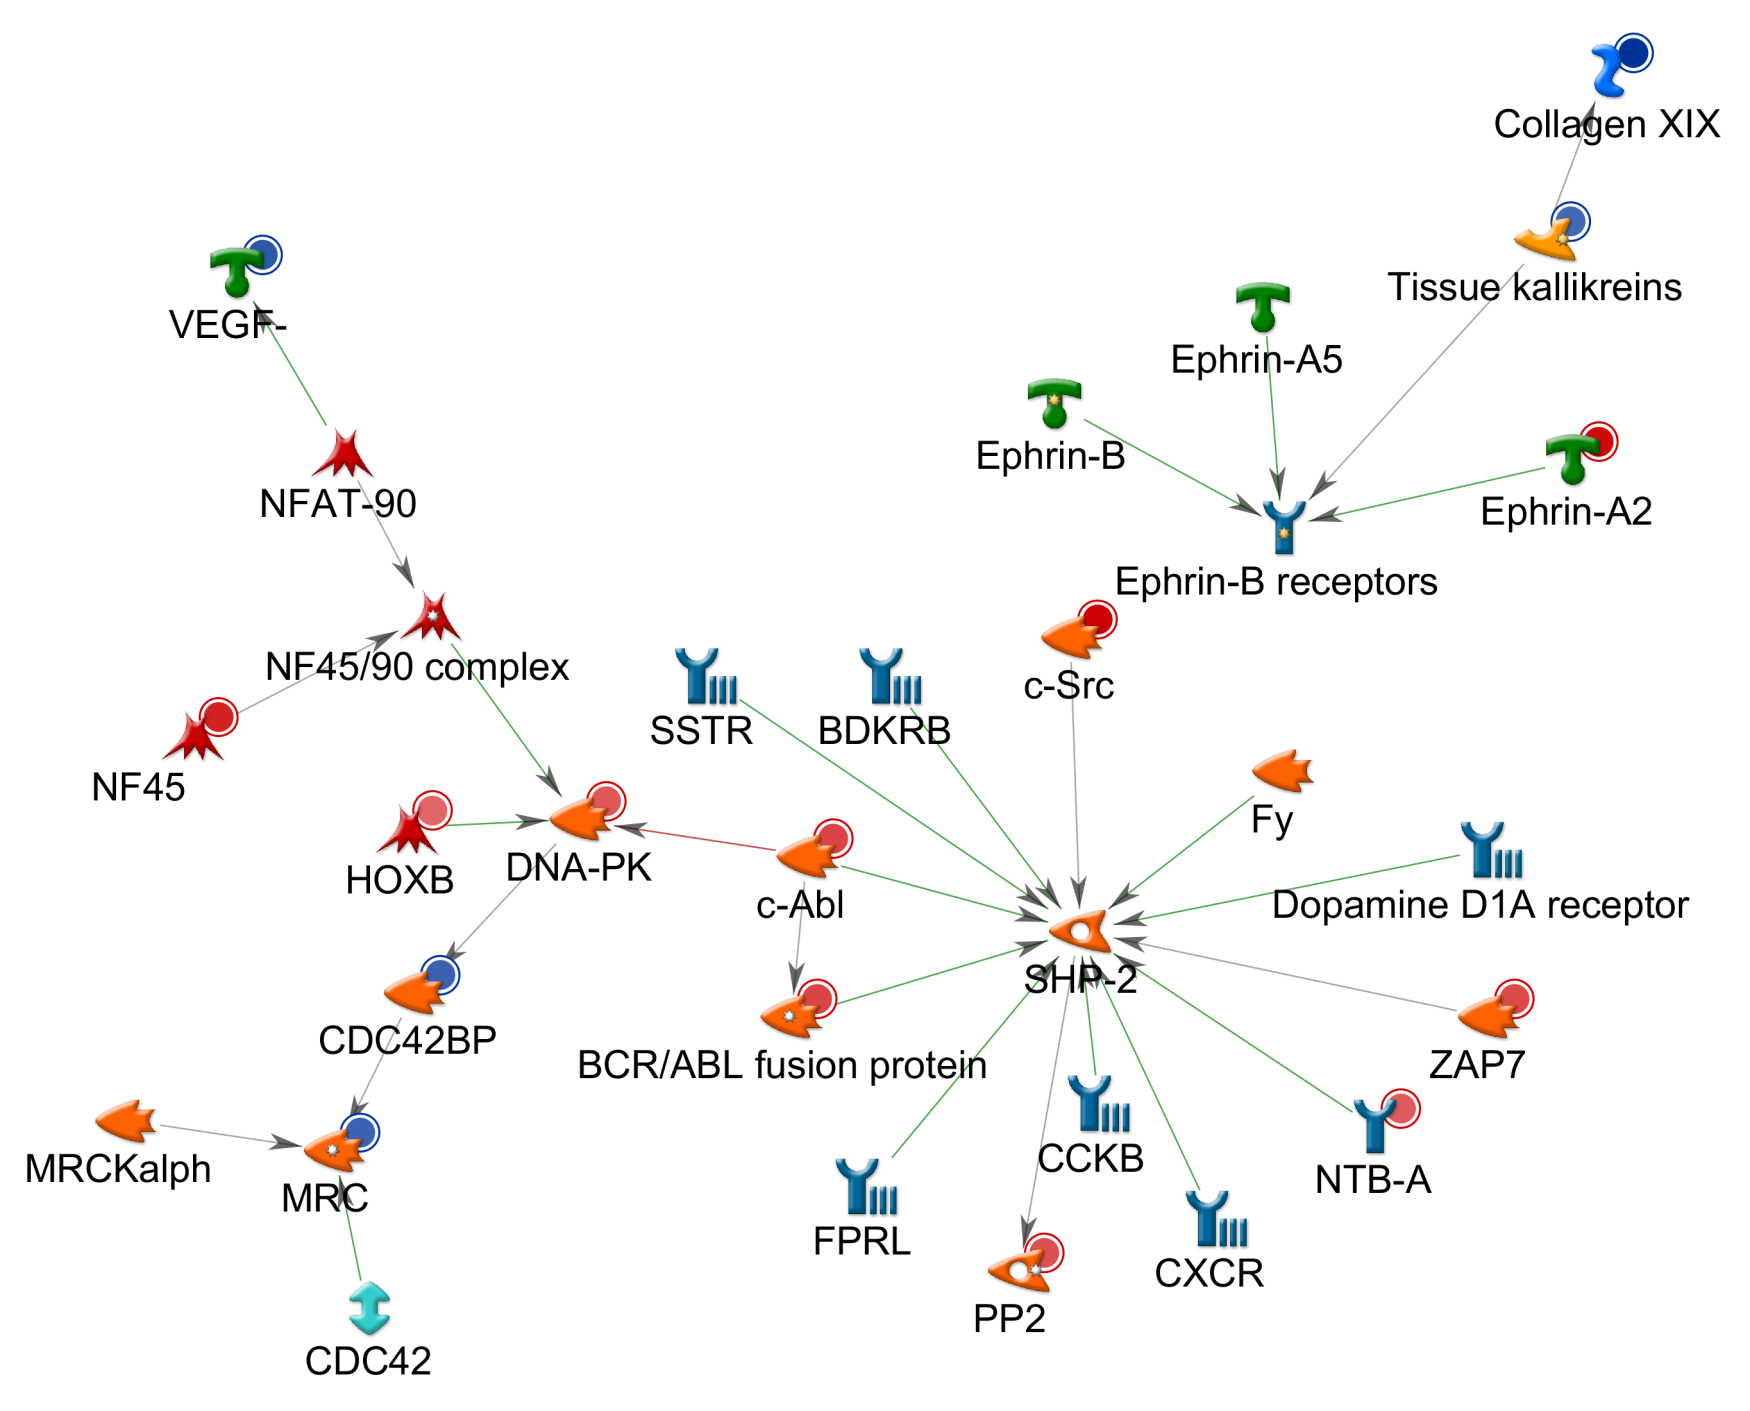 Collagen XIX
Tissue kallikreins
VEGF-
Ephrin-A5
Ephrin-B
NFAT-90
Ephrin-A2
Ephrin-B receptors
NF45/90 complex
c-Src
SSTR
BDKRB
NF45
Fy
HOXB
DNA-PK
c-Abl
Dopamine D1A receptor
SHP-2
CDC42BP
BCR/ABL fusion protein
ZAP7
MRCKalph
CCKB
NTB-A
MRC
FPRL
CXCR
PP2
CDC42